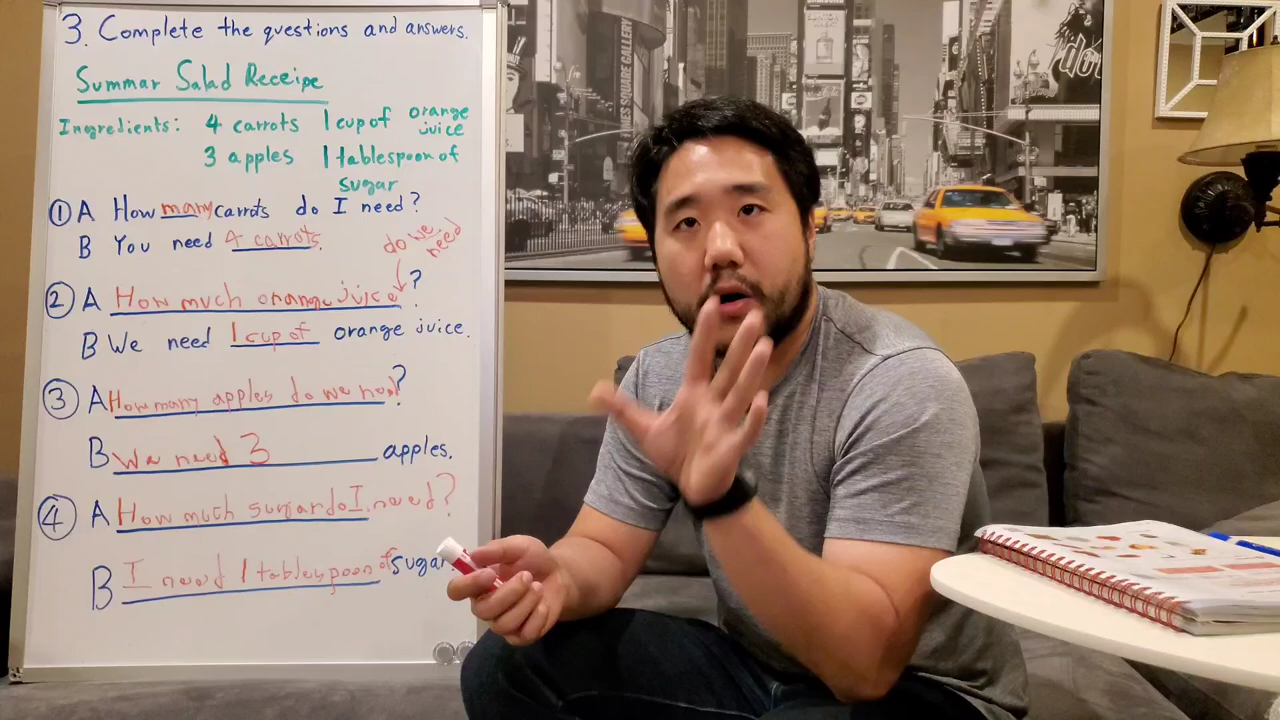 3. Complete the questions and answers.
Summar Salad Receipe
Ingredients: 4 carrots 1 cup of orange juice
3 apples 1 tablespoon of sugar
① A How many carrots do I need?
B You need 4 carrots.
do we need
② A How much orange juice ?
B We need 1 cup of orange juice.
③ A How many apples do we need?
B We need 3 apples.
④ A How much sugar do I need?
B I need 1 tablespoon of sugar.
TIMES SQUARE GALLERY